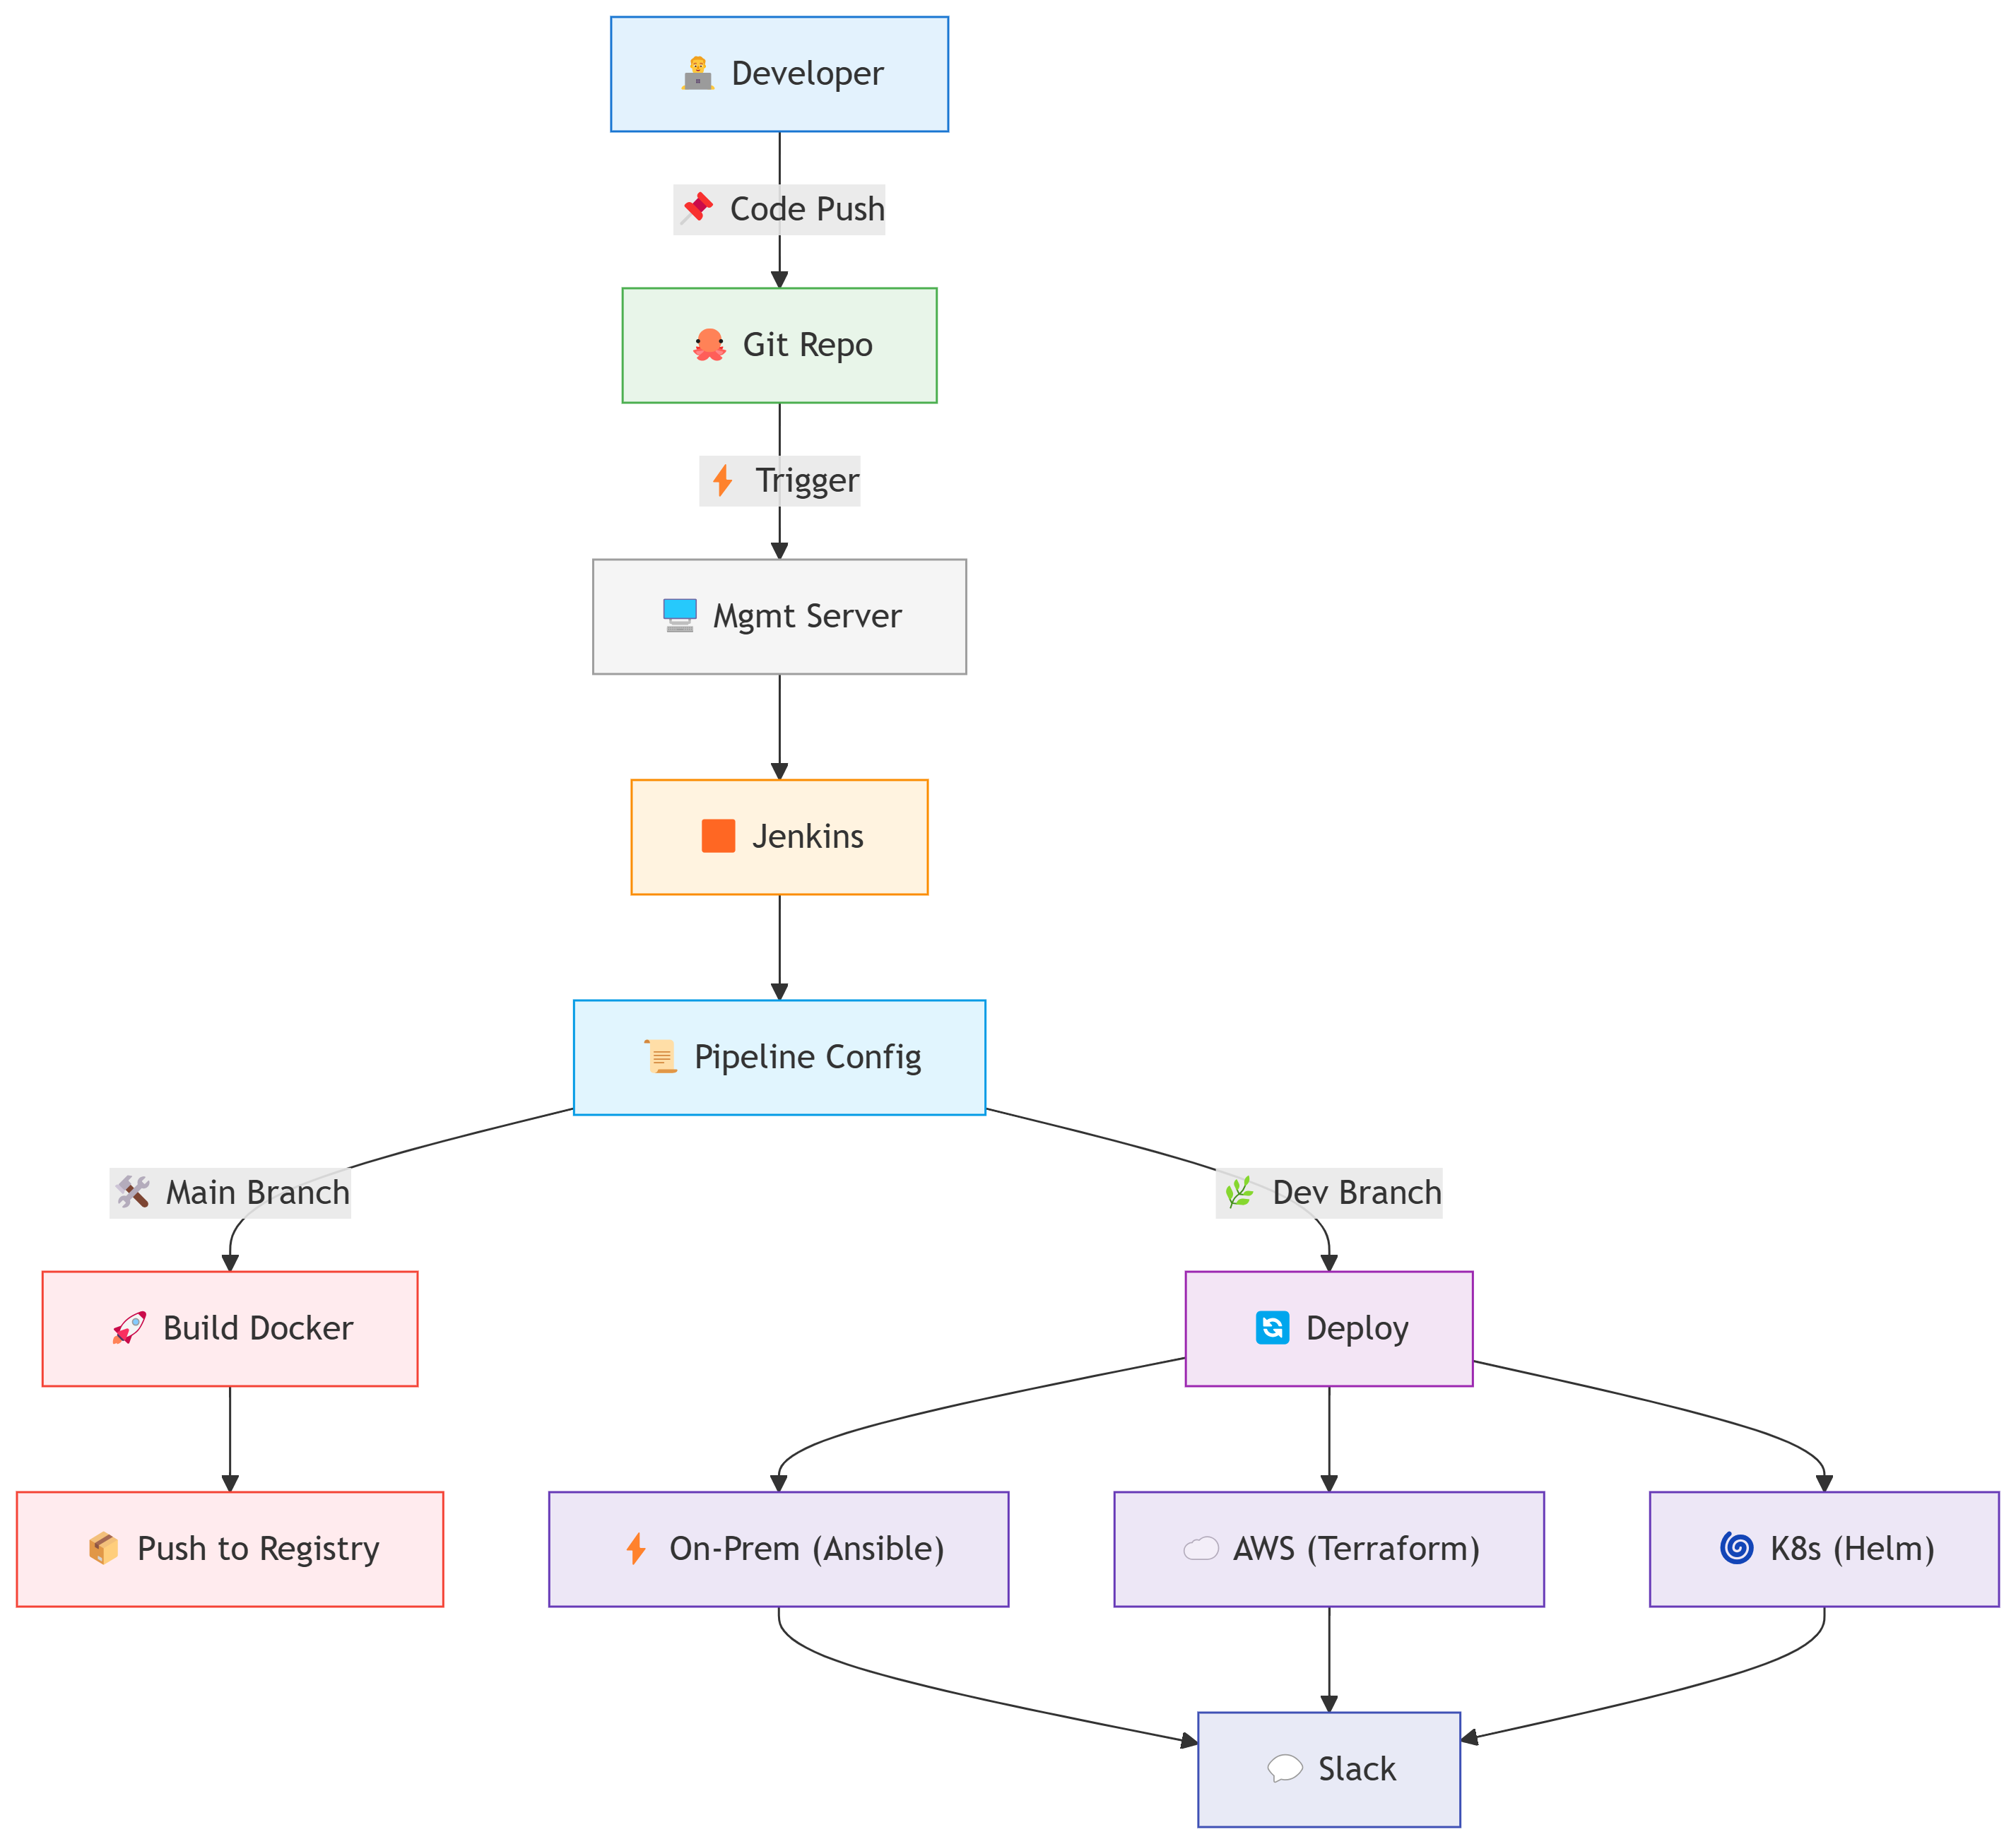 Developer
Code Push
Git Repo
Trigger
Mgmt Server
Jenkins
Pipeline Config
Main Branch
Dev Branch
Build Docker
Deploy
Push to Registry
On-Prem (Ansible)
AWS (Terraform)
K8s (Helm)
Slack